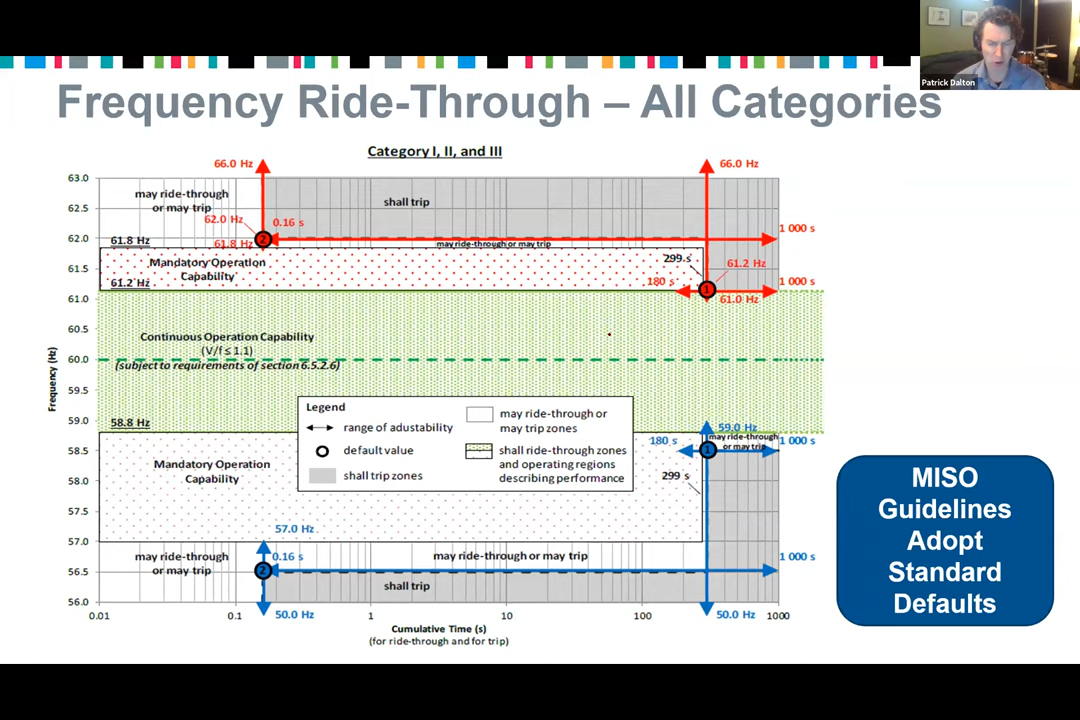 Patrick Dalton
Frequency Ride-Through – All Categories
Category I, II, and III
66.0 Hz
66.0 Hz
63.0
may ride-through
or may trip
shall trip
62.5
62.0 Hz
0.16 s
1 000 s
62.0
2
61.8 Hz
61.8 Hz
may ride-through or may trip
Mandatory Operation
Capability
299 s
61.2 Hz
61.5
61.2 Hz
180 s
1 000 s
1
61.0 Hz
61.0
60.5
Continuous Operation Capability
(V/f ≤ 1.1)
(subject to requirements of section 6.5.2.6)
60.0
Frequency (Hz)
59.5
59.0
58.8 Hz
59.0 Hz
may ride-through
or may trip
180 s
1 000 s
1
58.5
Legend
range of adustability
default value
shall trip zones
may ride-through or
may trip zones
shall ride-through zones
and operating regions
describing performance
Mandatory Operation
Capability
299 s
58.0
57.5
57.0 Hz
57.0
may ride-through
or may trip
0.16 s
may ride-through or may trip
1 000 s
2
56.5
shall trip
56.0
50.0 Hz
50.0 Hz
0.01
0.1
1
10
100
1000
Cumulative Time (s)
(for ride-through and for trip)
MISO
Guidelines
Adopt
Standard
Defaults